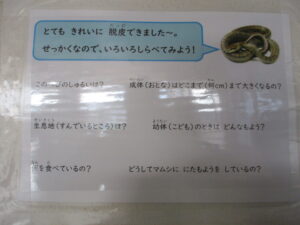 とても きれいに 脱皮できました〜。
せっかくなので、いろいろしらべてみよう！
この のしゅるいは？
成体(おとな)はどこまで(何cm)まで大きくなるの？
生息地(すんでいるところ)は？
幼体(こども)のときは どんなもよう？
を食べているの？
どうしてマムシに にたもようを しているの？